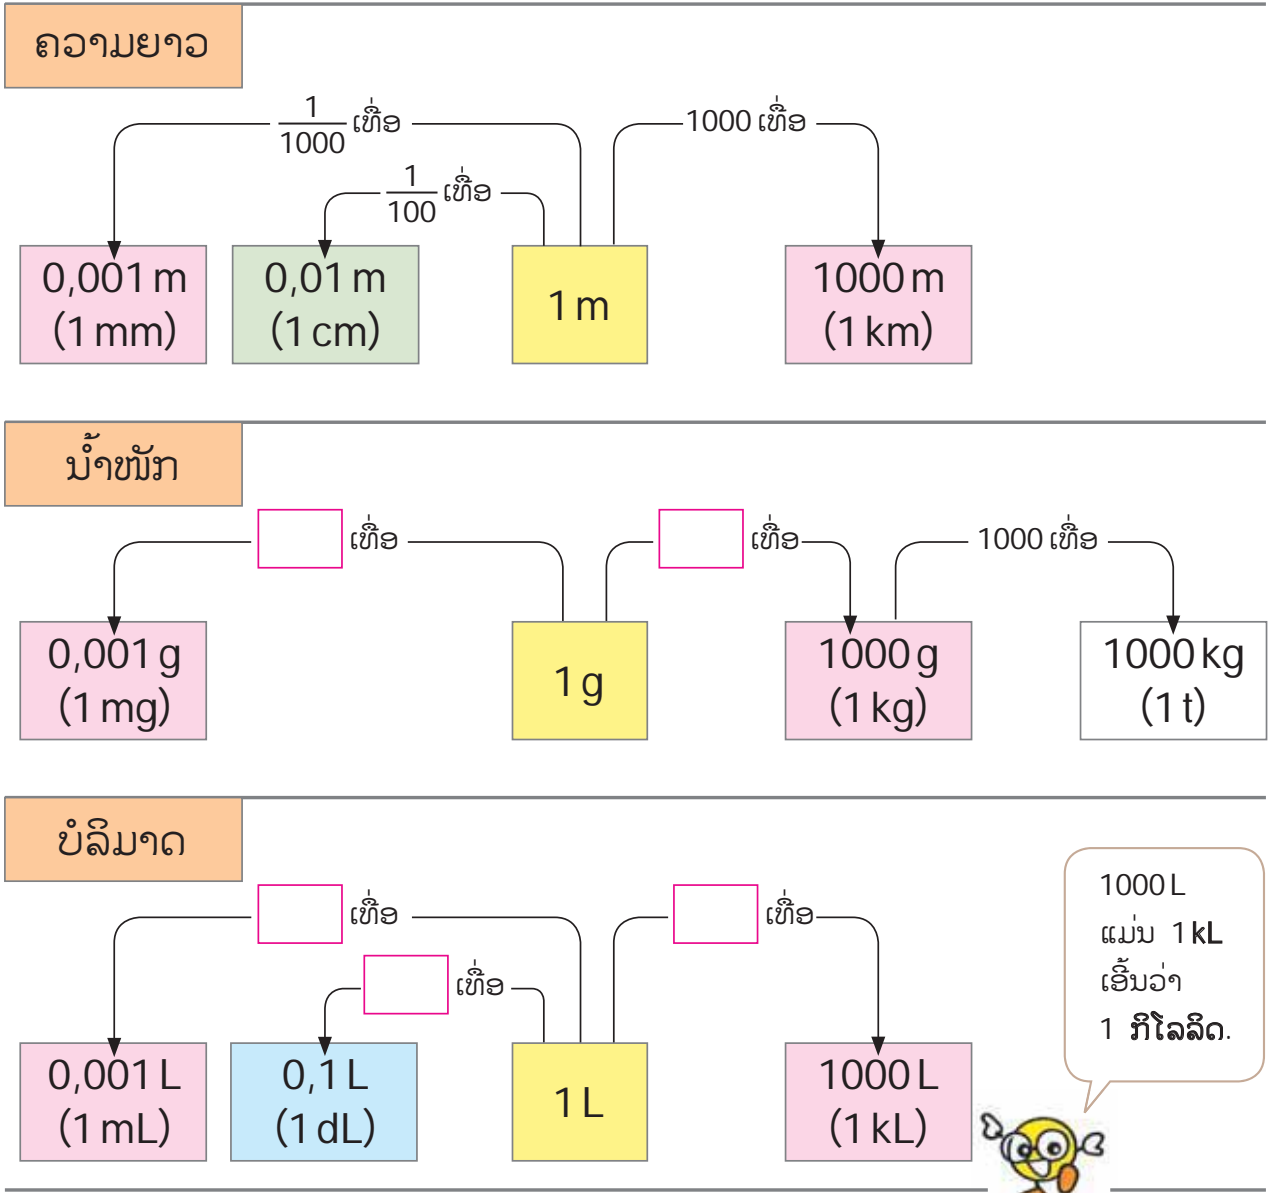 ຄວາມຍາວ
1/1000 ເທື່ອ
1000 ເທື່ອ
1/100 ເທື່ອ
0,001 m
(1 mm)
0,01 m
(1 cm)
1 m
1000 m
(1 km)
ນ້ຳໜັກ
ເທື່ອ
ເທື່ອ
1000 ເທື່ອ
0,001 g
(1 mg)
1 g
1000 g
(1 kg)
1000 kg
(1 t)
ບໍລິມາດ
ເທື່ອ
ເທື່ອ
ເທື່ອ
0,001 L
(1 mL)
0,1 L
(1 dL)
1 L
1000 L
(1 kL)
1000 L
ແມ່ນ 1 kL
ເອີ້ນວ່າ
1 ກິໂລລິດ.